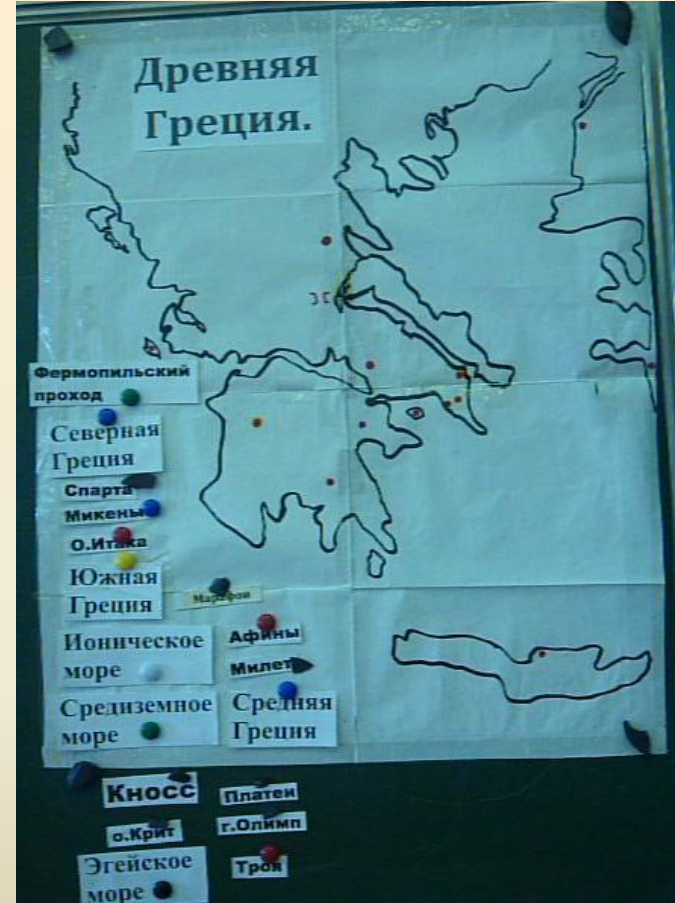 Древняя
Греция.
Фермопильский
проход
Северная
Греция
Спарта
Микены
О.Итака
Южная
Греция
Марафон
Ионическое
море
Афины
Милет
Средиземное
море
Средняя
Греция
Кносс
Платеи
о.Крит
г.Олимп
Эгейское
море
Троя